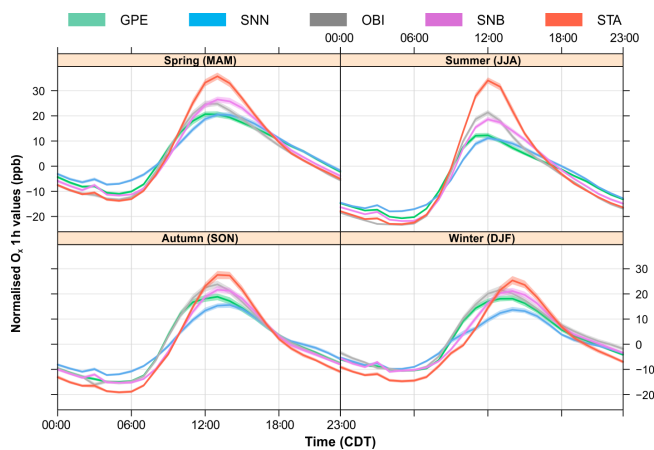 GPE SNN OBI SNB STA
00:00 06:00 12:00 18:00 23:00
Spring (MAM) Summer (JJA)
30
20
10
0
−10
−20
Autumn (SON) Winter (DJF)
30
20
10
0
−10
−20
Normalised O, 1h values (ppb)
00:00 06:00 12:00 18:00 23:00
Time (CDT)